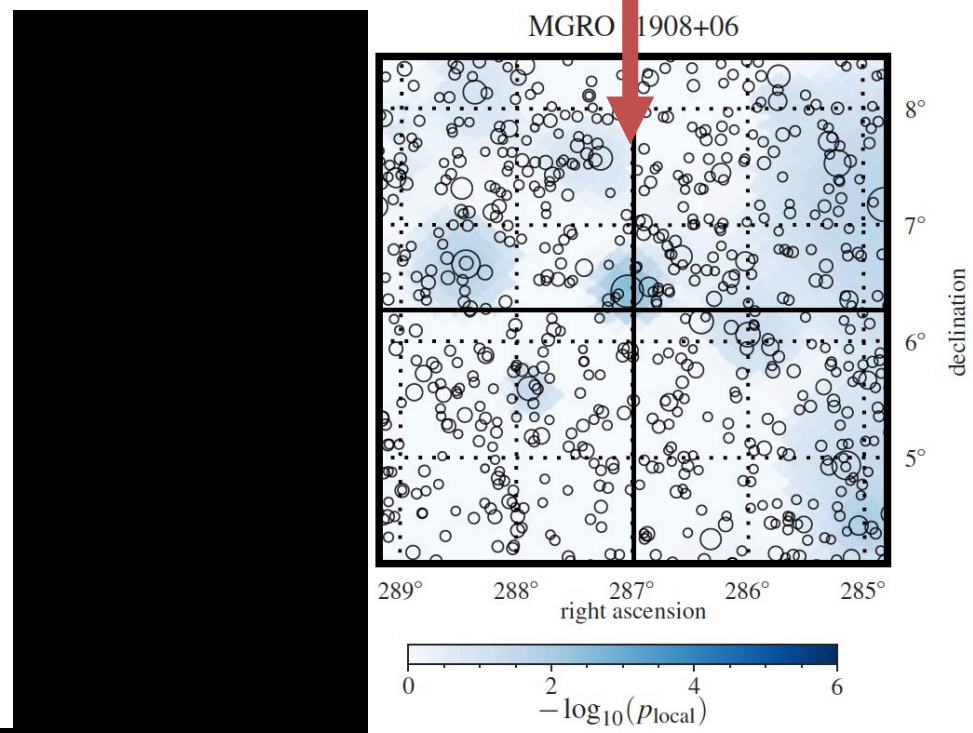 MGRO 1908+06
8°
7°
6°
5°
declination
289° 288° 287° 286° 285°
right ascension
0 2 4 6
−log₁₀(p_local)